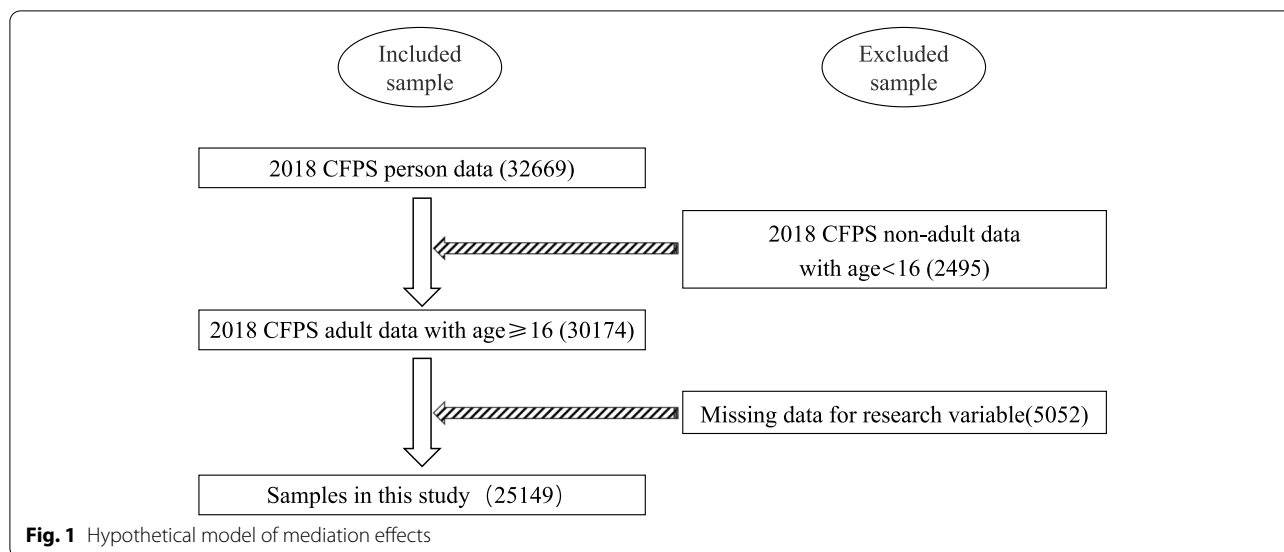 Included
sample
Excluded
sample
2018 CFPS person data (32669)
2018 CFPS non-adult data
with age<16 (2495)
2018 CFPS adult data with age≥16 (30174)
Missing data for research variable(5052)
Samples in this study （25149）
Fig. 1 Hypothetical model of mediation effects